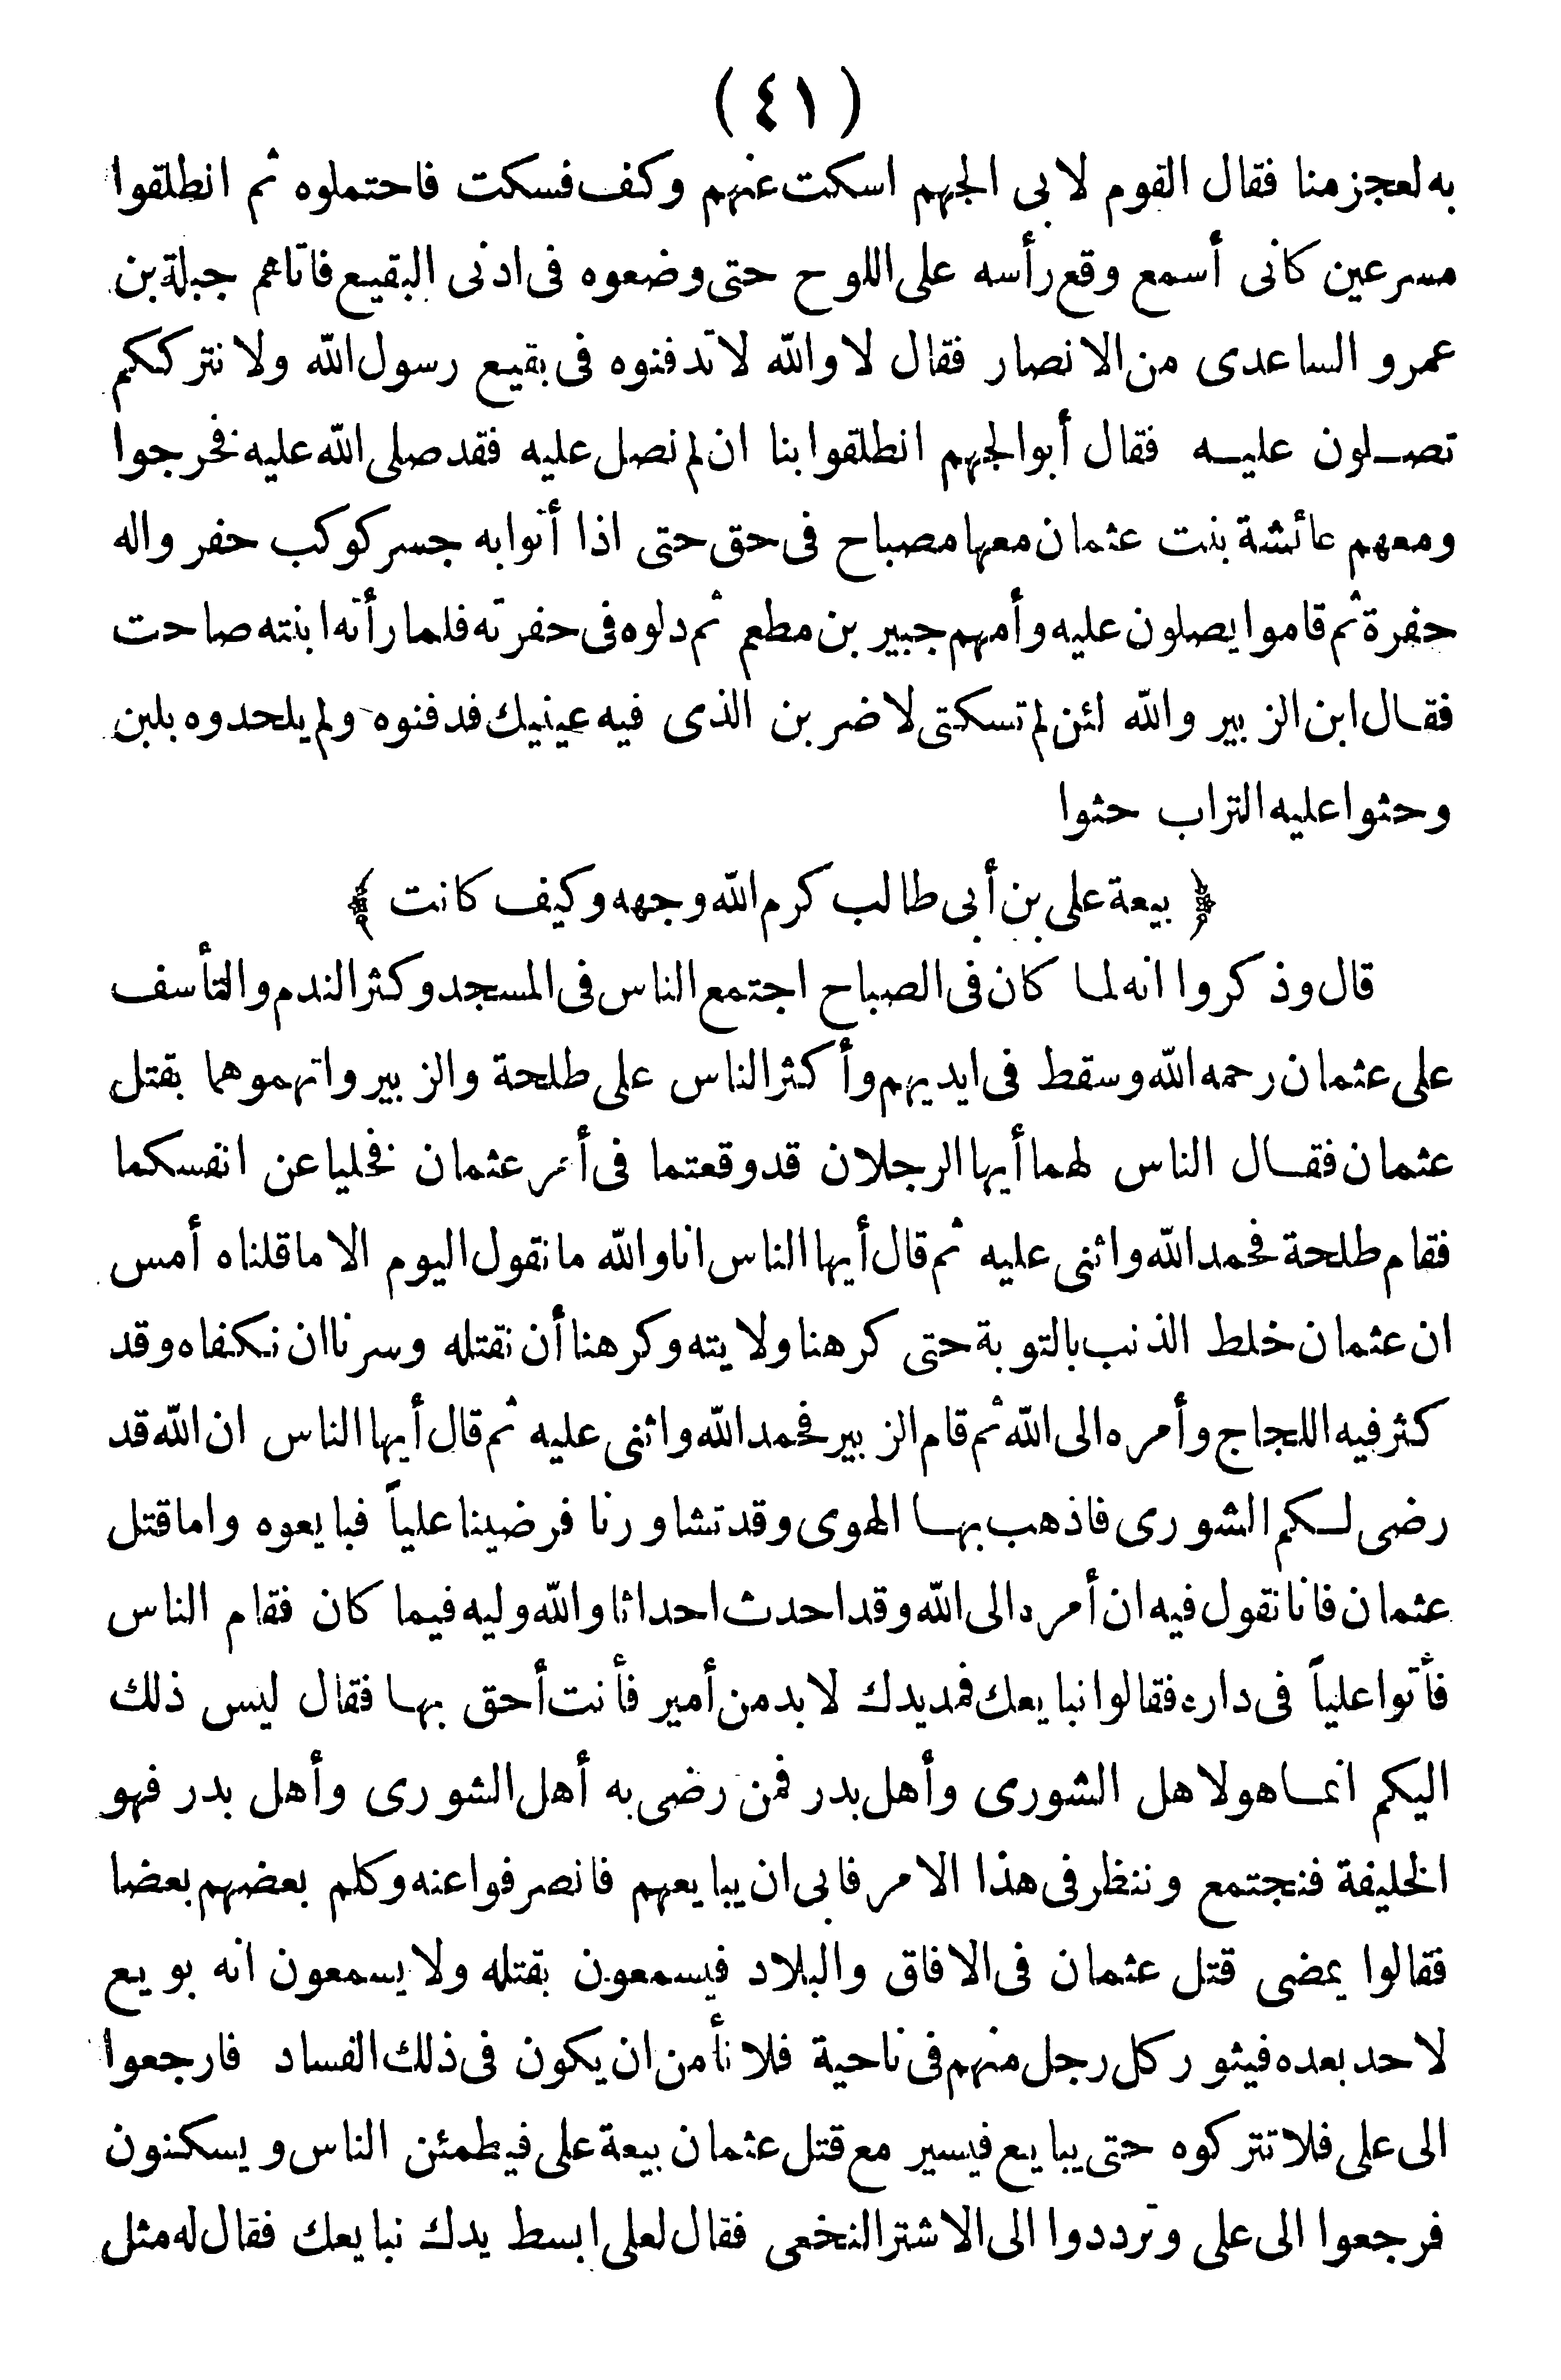 (٤١)
به لعجز منا فقال القوم لابى الجهم اسكت عنهم وكف فسكت فاحتملوه ثم انطلقوا
مسرعين كانى أسمع وقع رأسه على اللوح حتى وضعوه فى ادنى البقيع فاتاهم جبلة بن
عمرو الساعدى من الانصار فقال لا والله لا تدفنوه فى بقيع رسول الله ولا نترككم
تصلون عليه فقال أبو الجهم انطلقوا بنا ان لم نصل عليه فقد صلى الله عليه فخرجوا
ومعهم عائشة بنت عثمان معها مصباح فى حق حتى اذا أتوا به جسر كوكب حفر واله
حفرة ثم قاموا يصلون عليه وأمهم جبير بن مطعم ثم دلوه فى حفرته فلما رأته ابنته صاحت
فقال ابن الزبير والله لئن لم تسكتى لاضربن الذى فيه عينيك فدفنوه ولم يلحدوه بلبن
وحثوا عليه التراب حثوا
﴿ بيعة على بن أبى طالب كرم الله وجهه وكيف كانت ﴾
قال وذكروا انه لما كان فى الصباح اجتمع الناس فى المسجد وكثر الندم والتأسف
على عثمان رحمه الله وسقط فى ايديهم وأكثر الناس على طلحة والزبير واتهموهما بقتل
عثمان فقال الناس لهما أيها الرجلان قد وقعتما فى أمر عثمان فخليا عن انفسكما
فقام طلحة فحمد الله واثنى عليه ثم قال أيها الناس انا والله ما نقول اليوم الا ما قلناه أمس
ان عثمان خلط الذنب بالتوبة حتى كرهنا ولايته وكرهنا أن نقتله وسرنا ان نكفاه وقد
كثر فيه اللجاج وأمره الى الله ثم قام الزبير فحمد الله واثنى عليه ثم قال أيها الناس ان الله قد
رضى لكم الشورى فاذهب بها الهوى وقد تشاورنا فرضينا علياً فبايعوه واما قتل
عثمان فانا نقول فيه ان أمره الى الله وقد احدث احداثا والله وليه فيما كان فقام الناس
فأتوا علياً فى داره فقالوا نبايعك فمد يدك لا بد من أمير فأنت أحق بها فقال ليس ذلك
اليكم انما هو لاهل الشورى وأهل بدر فمن رضى به أهل الشورى وأهل بدر فهو
الخليفة فنجتمع وننظر فى هذا الامر فابى ان يبايعهم فانصرفوا عنه وكلم بعضهم بعضا
فقالوا يمضى قتل عثمان فى الافاق والبلاد فيسمعون بقتله ولا يسمعون انه بويع
لاحد بعده فيثور كل رجل منهم فى ناحية فلا نأمن ان يكون فى ذلك الفساد فارجعوا
الى على فلا تتركوه حتى يبايع فيسير مع قتل عثمان بيعة على فيطمئن الناس ويسكنون
فرجعوا الى على وترددوا الى الاشتر النخعى فقال لعلى ابسط يدك نبايعك فقال له مثل